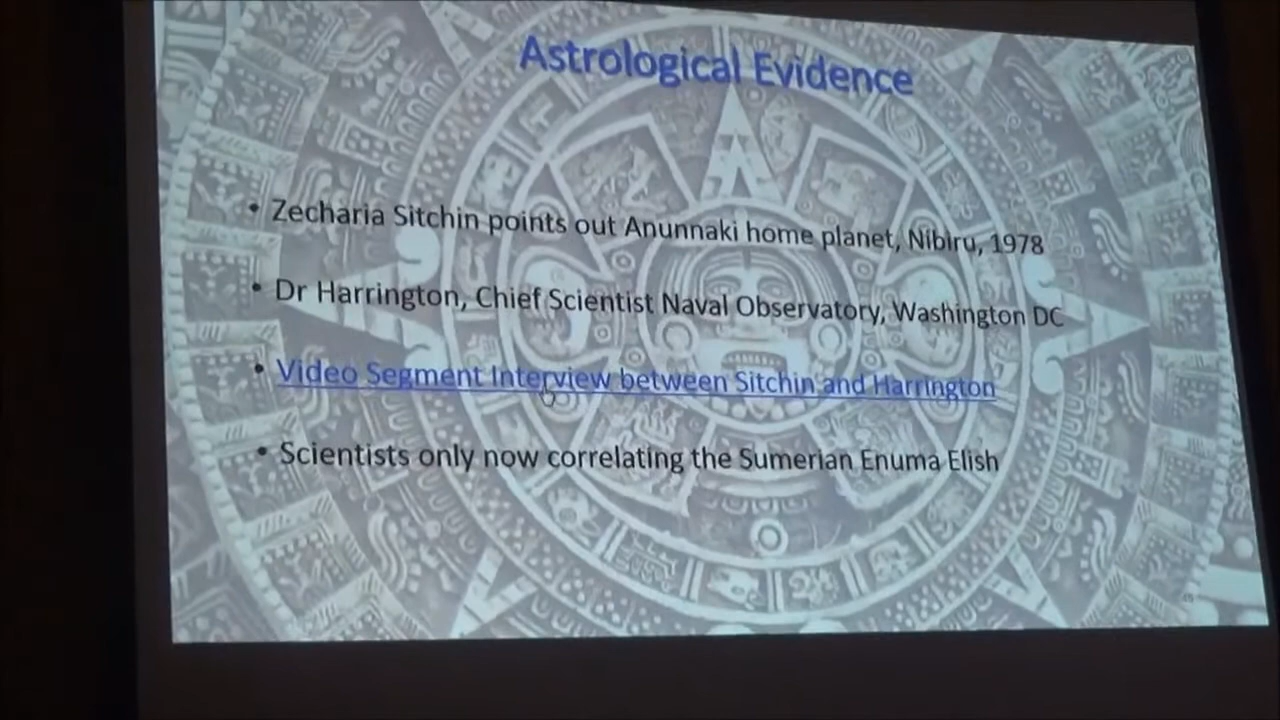 Astrological Evidence
• Zecharia Sitchin points out Anunnaki home planet, Nibiru, 1978
• Dr Harrington, Chief Scientist Naval Observatory, Washington DC
• Video Segment Interview between Sitchin and Harrington
• Scientists only now correlating the Sumerian Enuma Elish